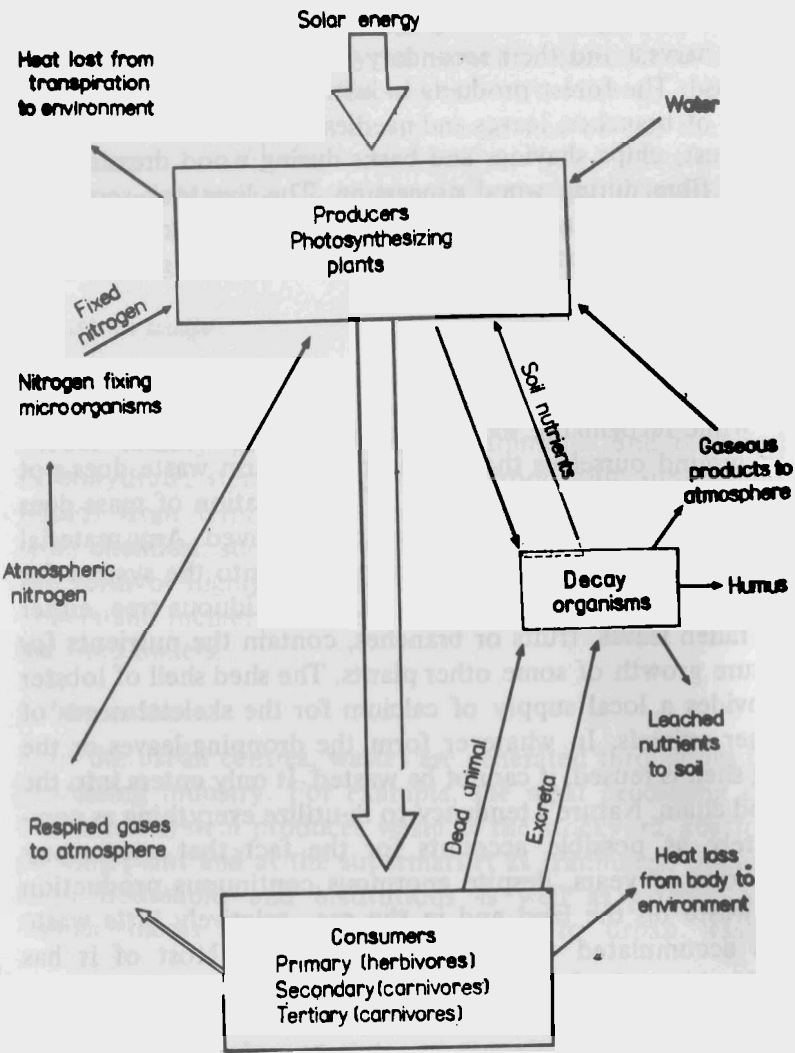 Solar energy
Heat lost from
transpiration
to environment
Water
Producers
Photosynthesizing
plants
Fixed
nitrogen
Nitrogen fixing
microorganisms
Soil nutrients
Gaseous
products to
atmosphere
Atmospheric
nitrogen
Decay
organisms
Humus
Leached
nutrients
to soil
Dead animal
Excreta
Respired gases
to atmosphere
Heat loss
from body to
environment
Consumers
Primary (herbivores)
Secondary (carnivores)
Tertiary (carnivores)